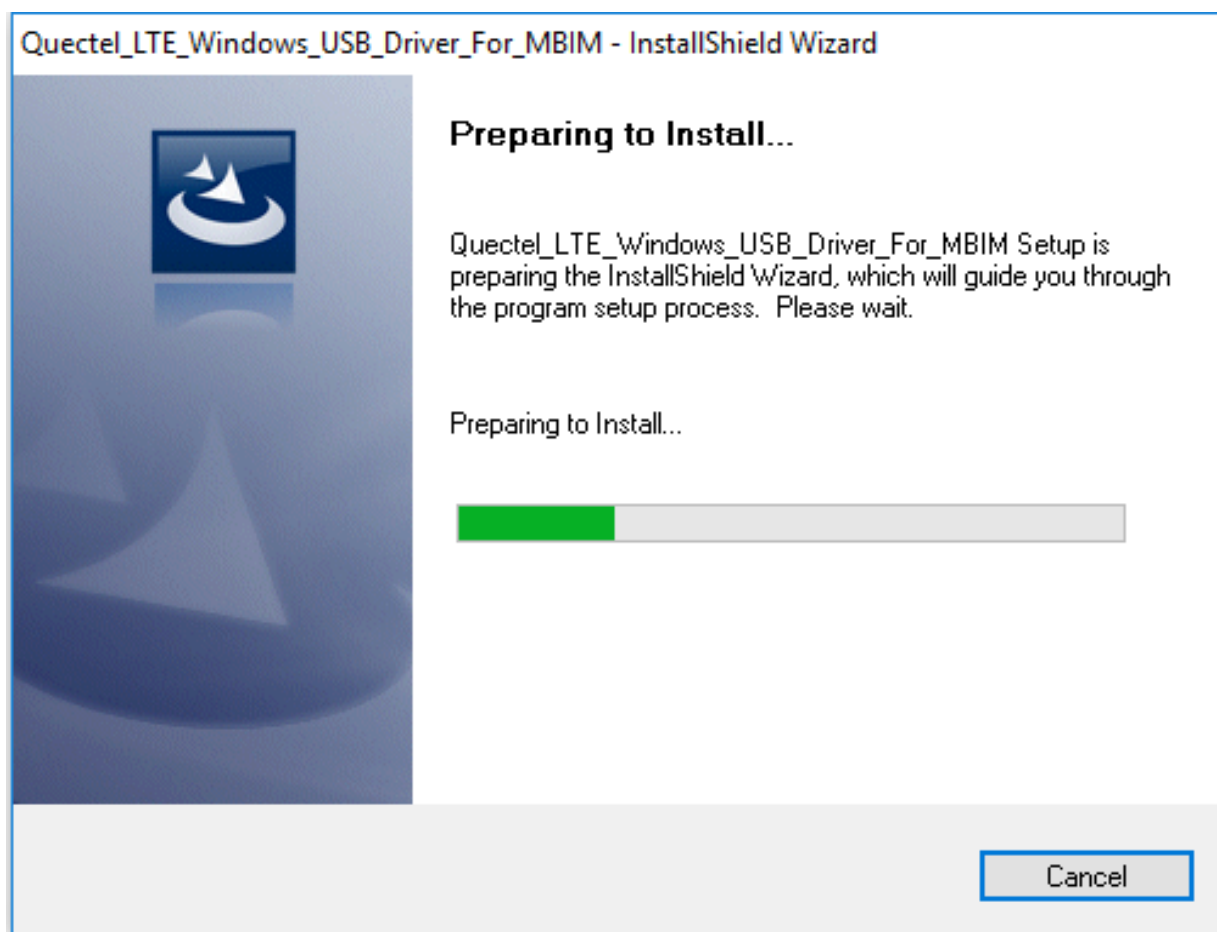 Quectel_LTE_Windows_USB_Driver_For_MBIM - InstallShield Wizard
Preparing to Install...
Quectel_LTE_Windows_USB_Driver_For_MBIM Setup is
preparing the InstallShield Wizard, which will guide you through
the program setup process.  Please wait.
Preparing to Install...
Cancel